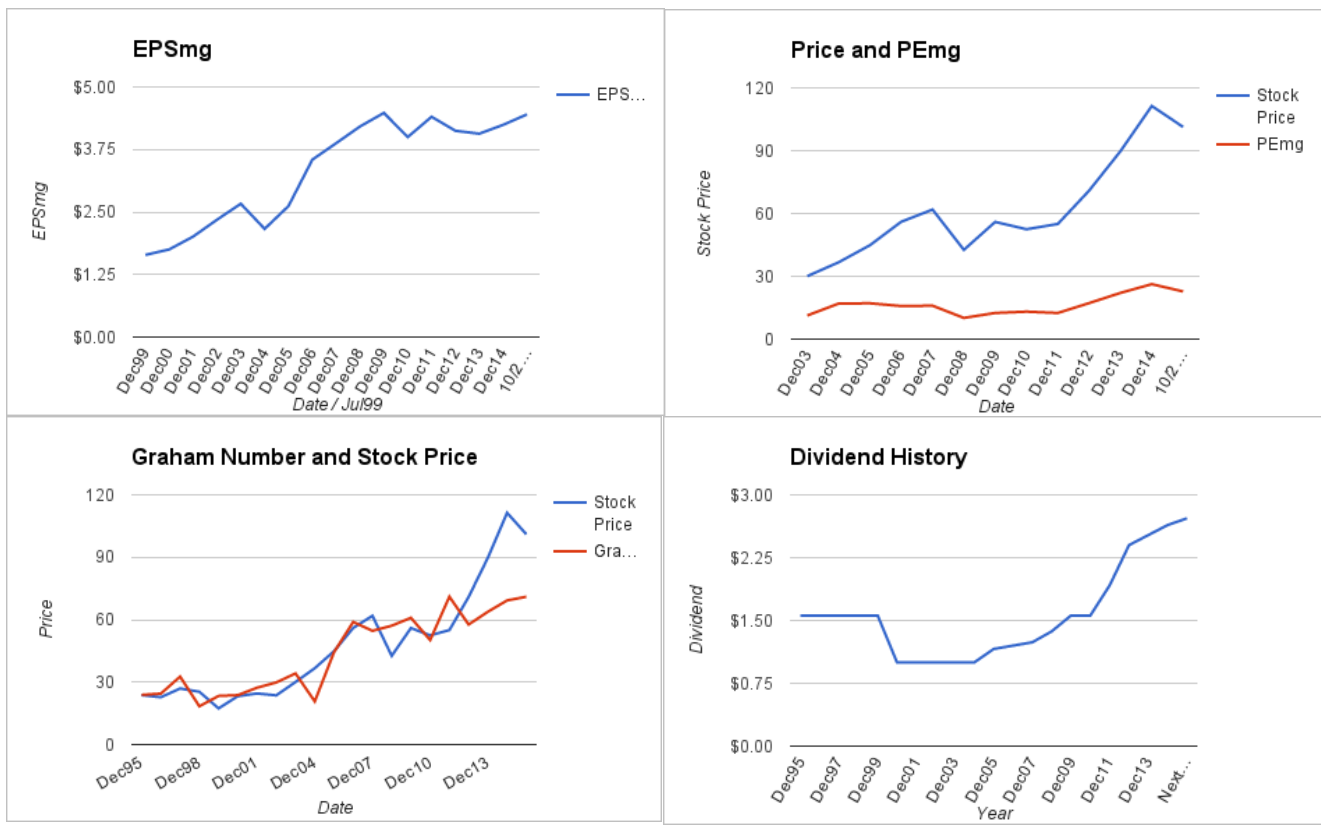 EPSmg
$5.00
$3.75
$2.50
$1.25
$0.00
EPSmg
EPS...
Dec99
Dec00
Dec01
Dec02
Dec03
Dec04
Dec05
Dec06
Dec07
Dec08
Dec09
Dec10
Dec11
Dec12
Dec13
Dec14
10/2...
Date / Jul99
Price and PEmg
120
90
60
30
0
Stock Price
Stock
Price
PEmg
Dec03
Dec04
Dec05
Dec06
Dec07
Dec08
Dec09
Dec10
Dec11
Dec12
Dec13
Dec14
10/2...
Date
Graham Number and Stock Price
120
90
60
30
0
Price
Stock
Price
Gra...
Dec95
Dec98
Dec01
Dec04
Dec07
Dec10
Dec13
Date
Dividend History
$3.00
$2.25
$1.50
$0.75
$0.00
Dividend
Dec95
Dec97
Dec99
Dec01
Dec03
Dec05
Dec07
Dec09
Dec11
Dec13
Next...
Year